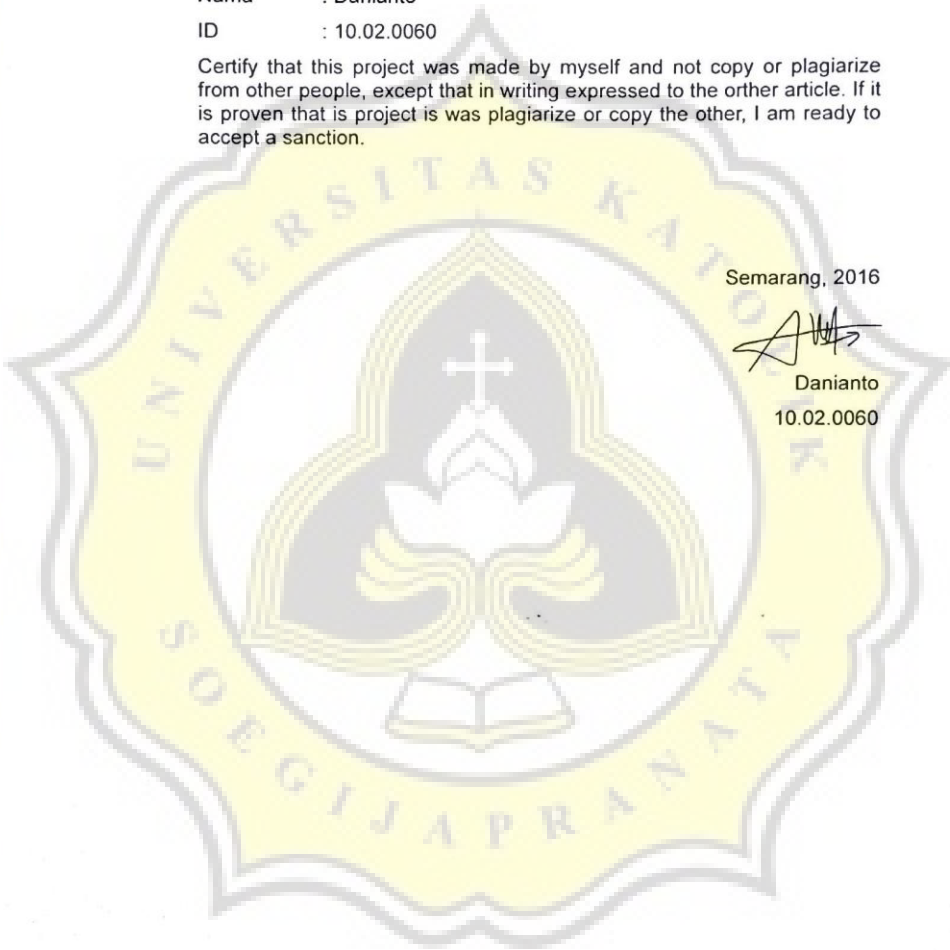 Nama : Danianto
ID : 10.02.0060
Certify that this project was made by myself and not copy or plagiarize
from other people, except that in writing expressed to the orther article. If it
is proven that is project is was plagiarize or copy the other, I am ready to
accept a sanction.
UNIVERSITAS KATOLIK
Semarang, 2016
Danianto
10.02.0060
SOEGIJAPRANATA